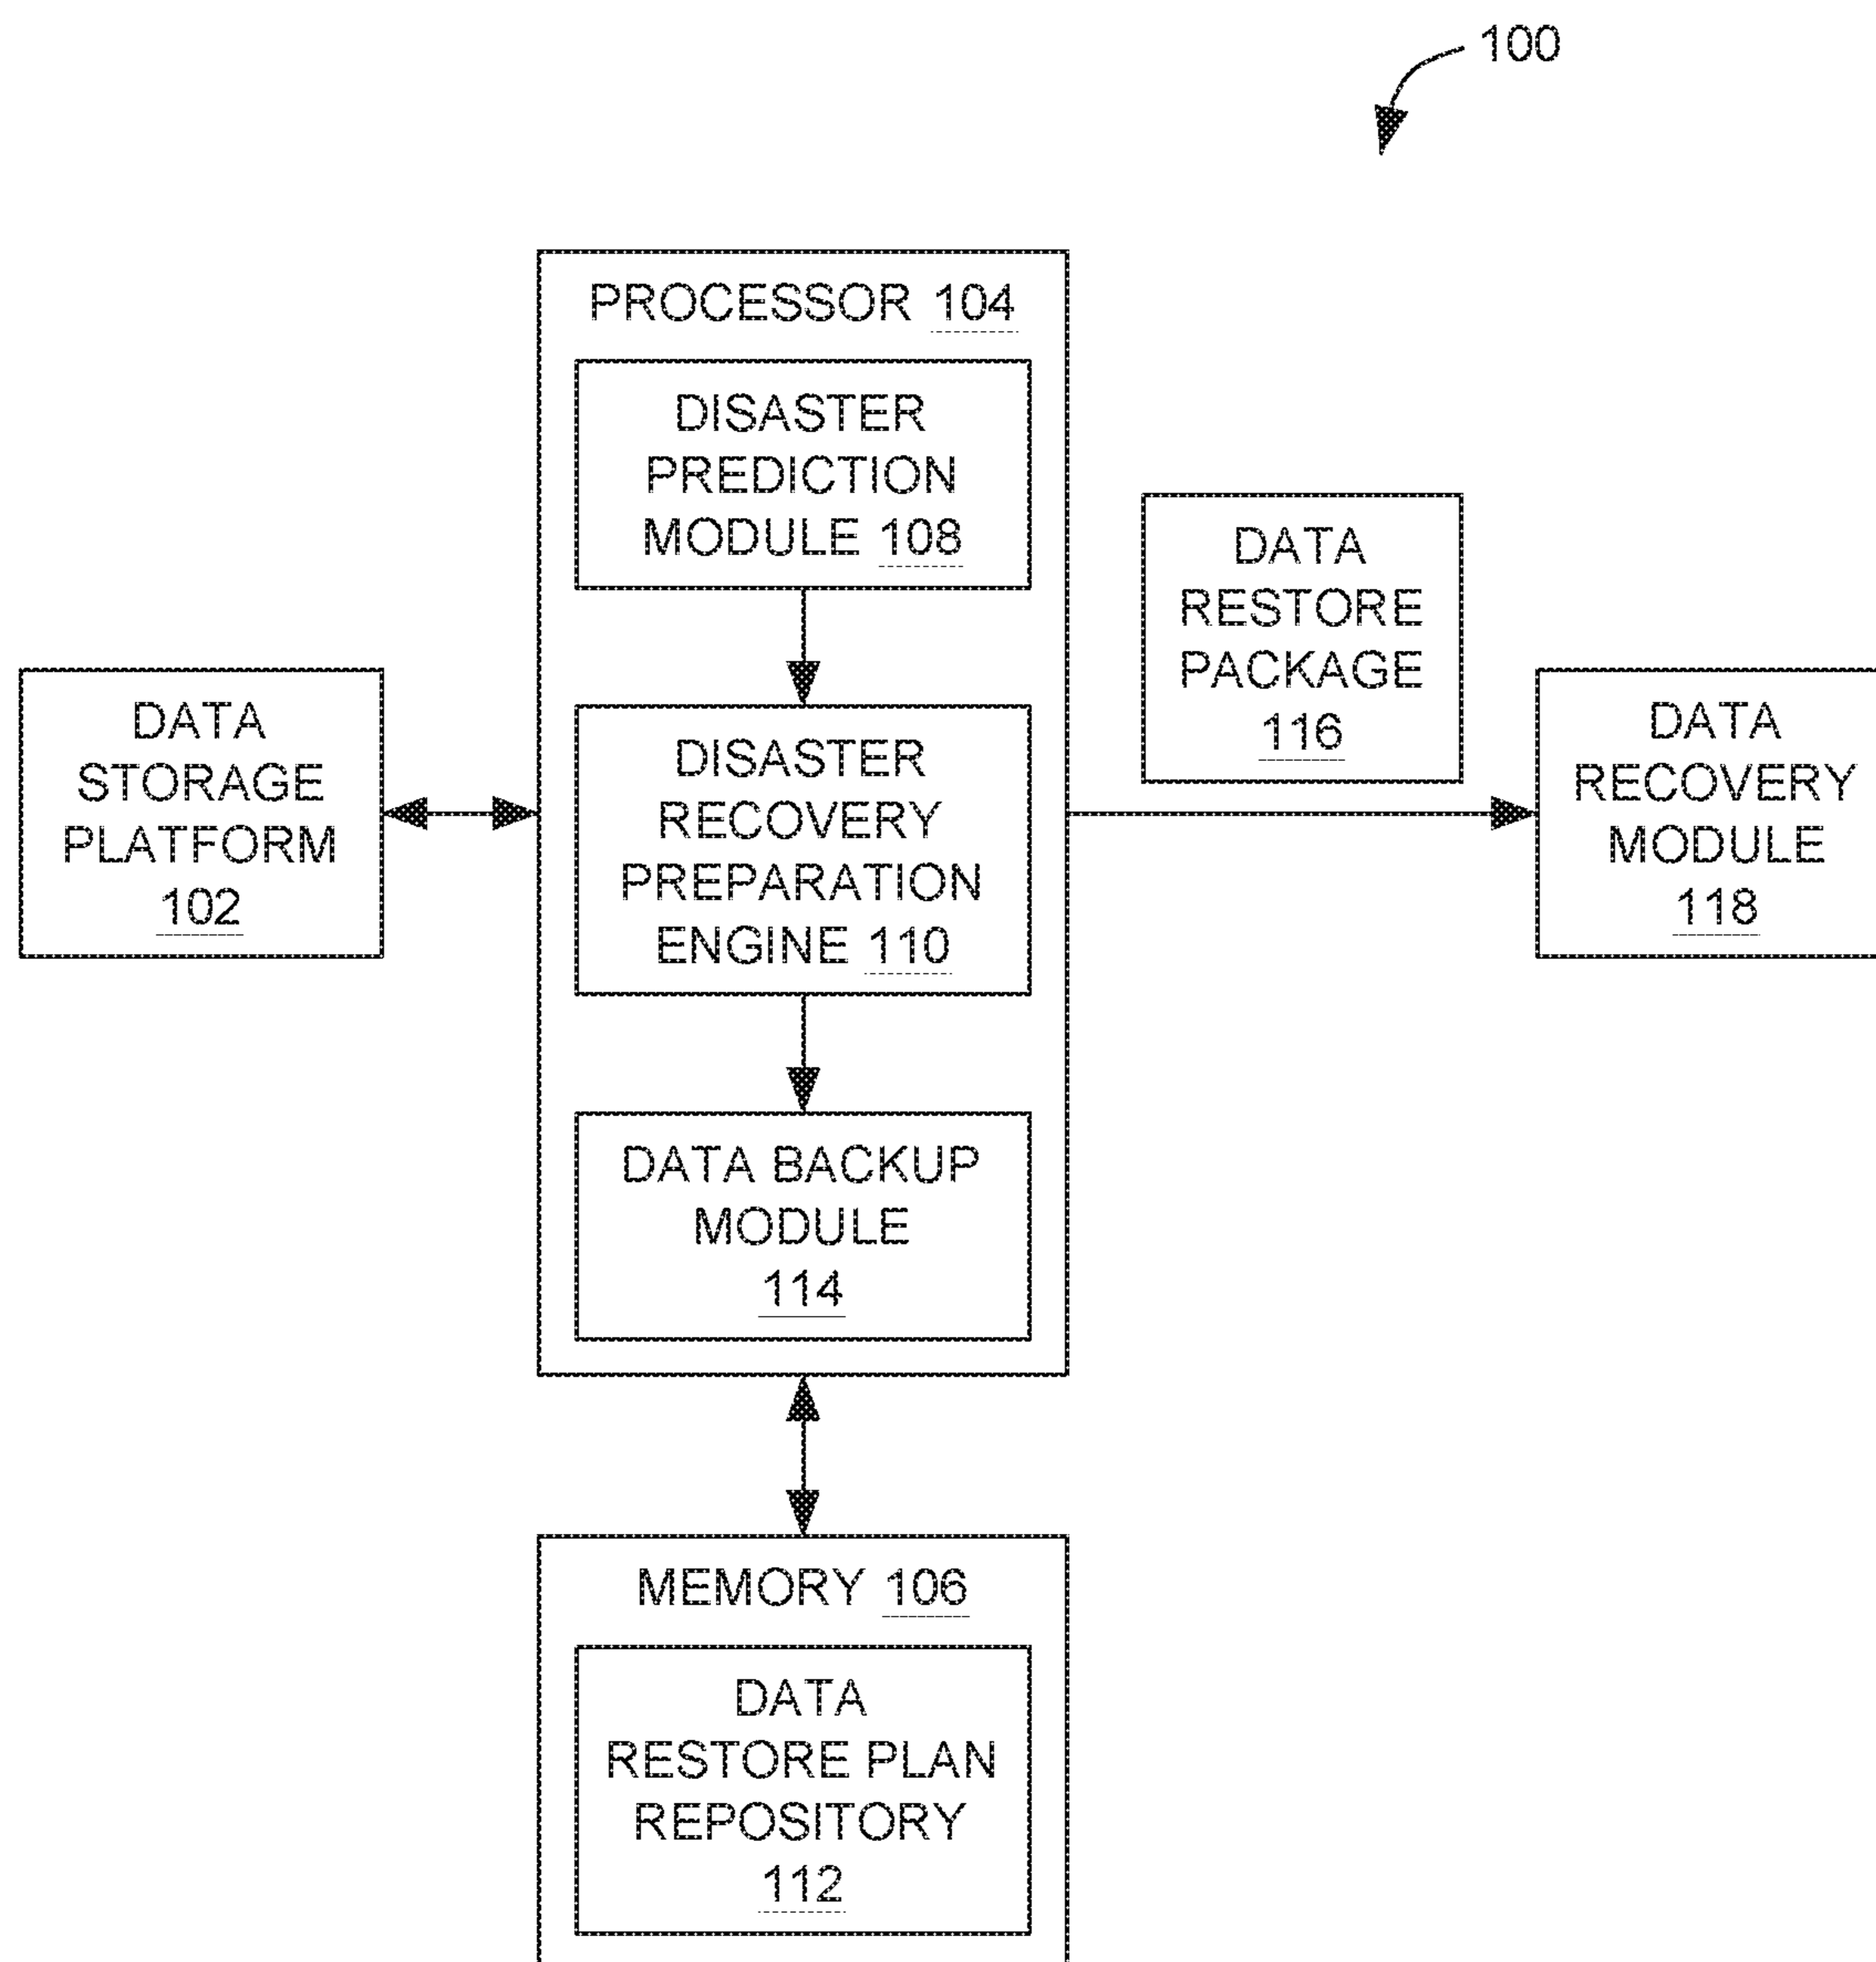 100
PROCESSOR 104
DISASTER
PREDICTION
MODULE 108
DATA
RESTORE
PACKAGE
116
DATA
STORAGE
PLATFORM
102
DISASTER
RECOVERY
PREPARATION
ENGINE 110
DATA
RECOVERY
MODULE
118
DATA BACKUP
MODULE
114
MEMORY 106
DATA
RESTORE PLAN
REPOSITORY
112